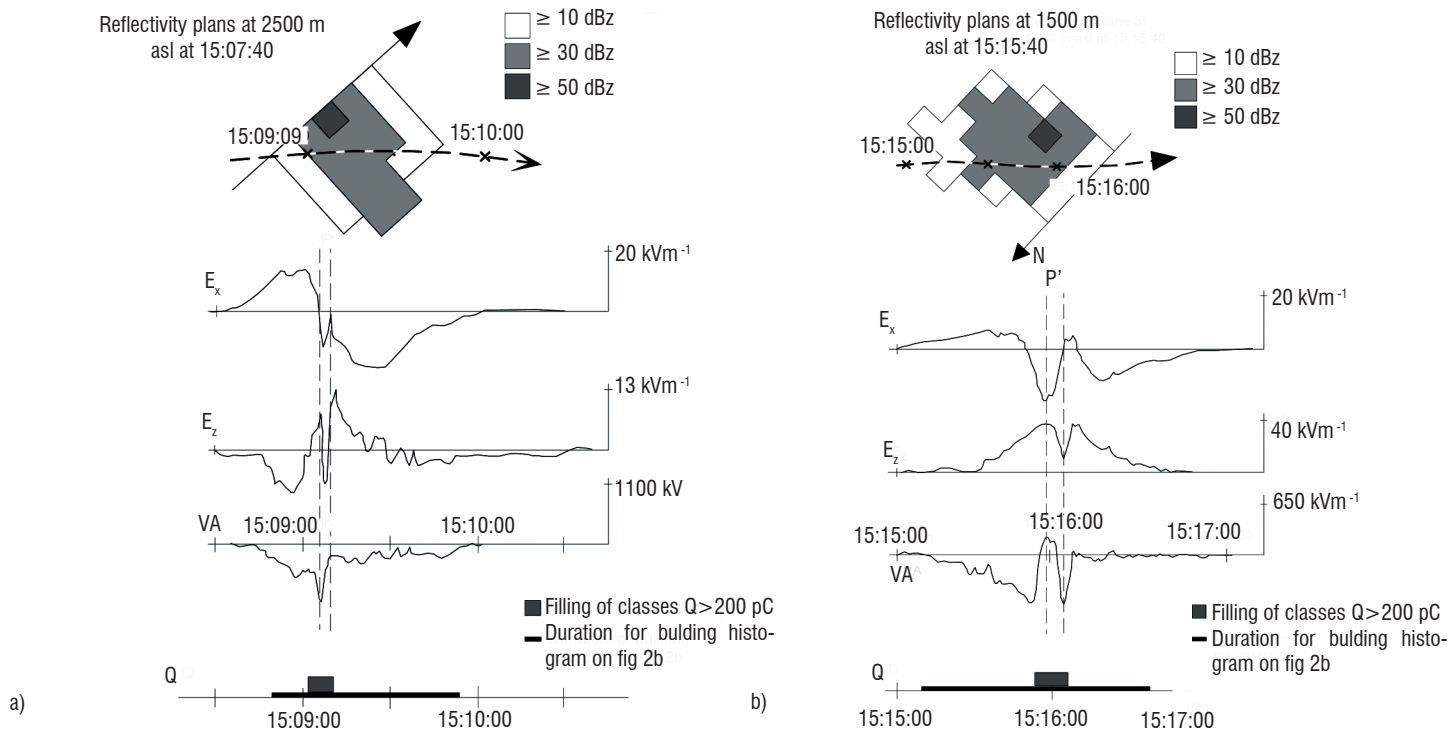 Reflectivity plans at 2500 m
asl at 15:07:40
≥ 10 dBz
≥ 30 dBz
≥ 50 dBz
15:09:09
15:10:00
20 kVm-1
Ex
13 kVm-1
Ez
1100 kV
VA
15:09:00
15:10:00
Filling of classes Q>200 pC
Duration for bulding histo-
gram on fig 2b
Q
15:09:00
15:10:00
a)
Reflectivity plans at 1500 m
asl at 15:15:40
≥ 10 dBz
≥ 30 dBz
≥ 50 dBz
15:15:00
15:16:00
N
P'
20 kVm-1
Ex
40 kVm-1
Ez
650 kVm-1
15:15:00
15:16:00
15:17:00
VA
Filling of classes Q>200 pC
Duration for bulding histo-
gram on fig 2b
Q
15:15:00
15:16:00
15:17:00
b)